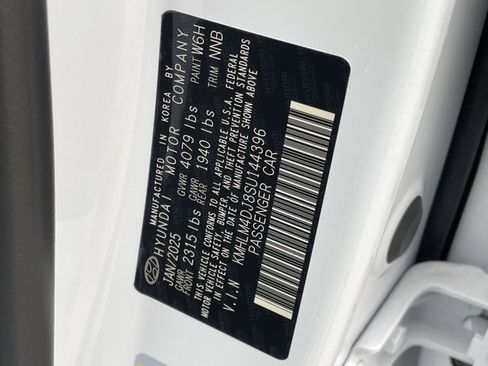 MANUFACTURED IN KOREA BY
HYUNDAI MOTOR COMPANY
JAN/2025 GVWR 4079 lbs PAINT W6H
GAWR FRONT 2315 lbs GAWR REAR 1940 lbs TRIM NNB
THIS VEHICLE CONFORMS TO ALL APPLICABLE U.S.A. FEDERAL
MOTOR VEHICLE SAFETY, BUMPER, AND THEFT PREVENTION STANDARDS
IN EFFECT ON THE DATE OF MANUFACTURE SHOWN ABOVE
V.I.N KMHLM4DJ8SU144396
PASSENGER CAR